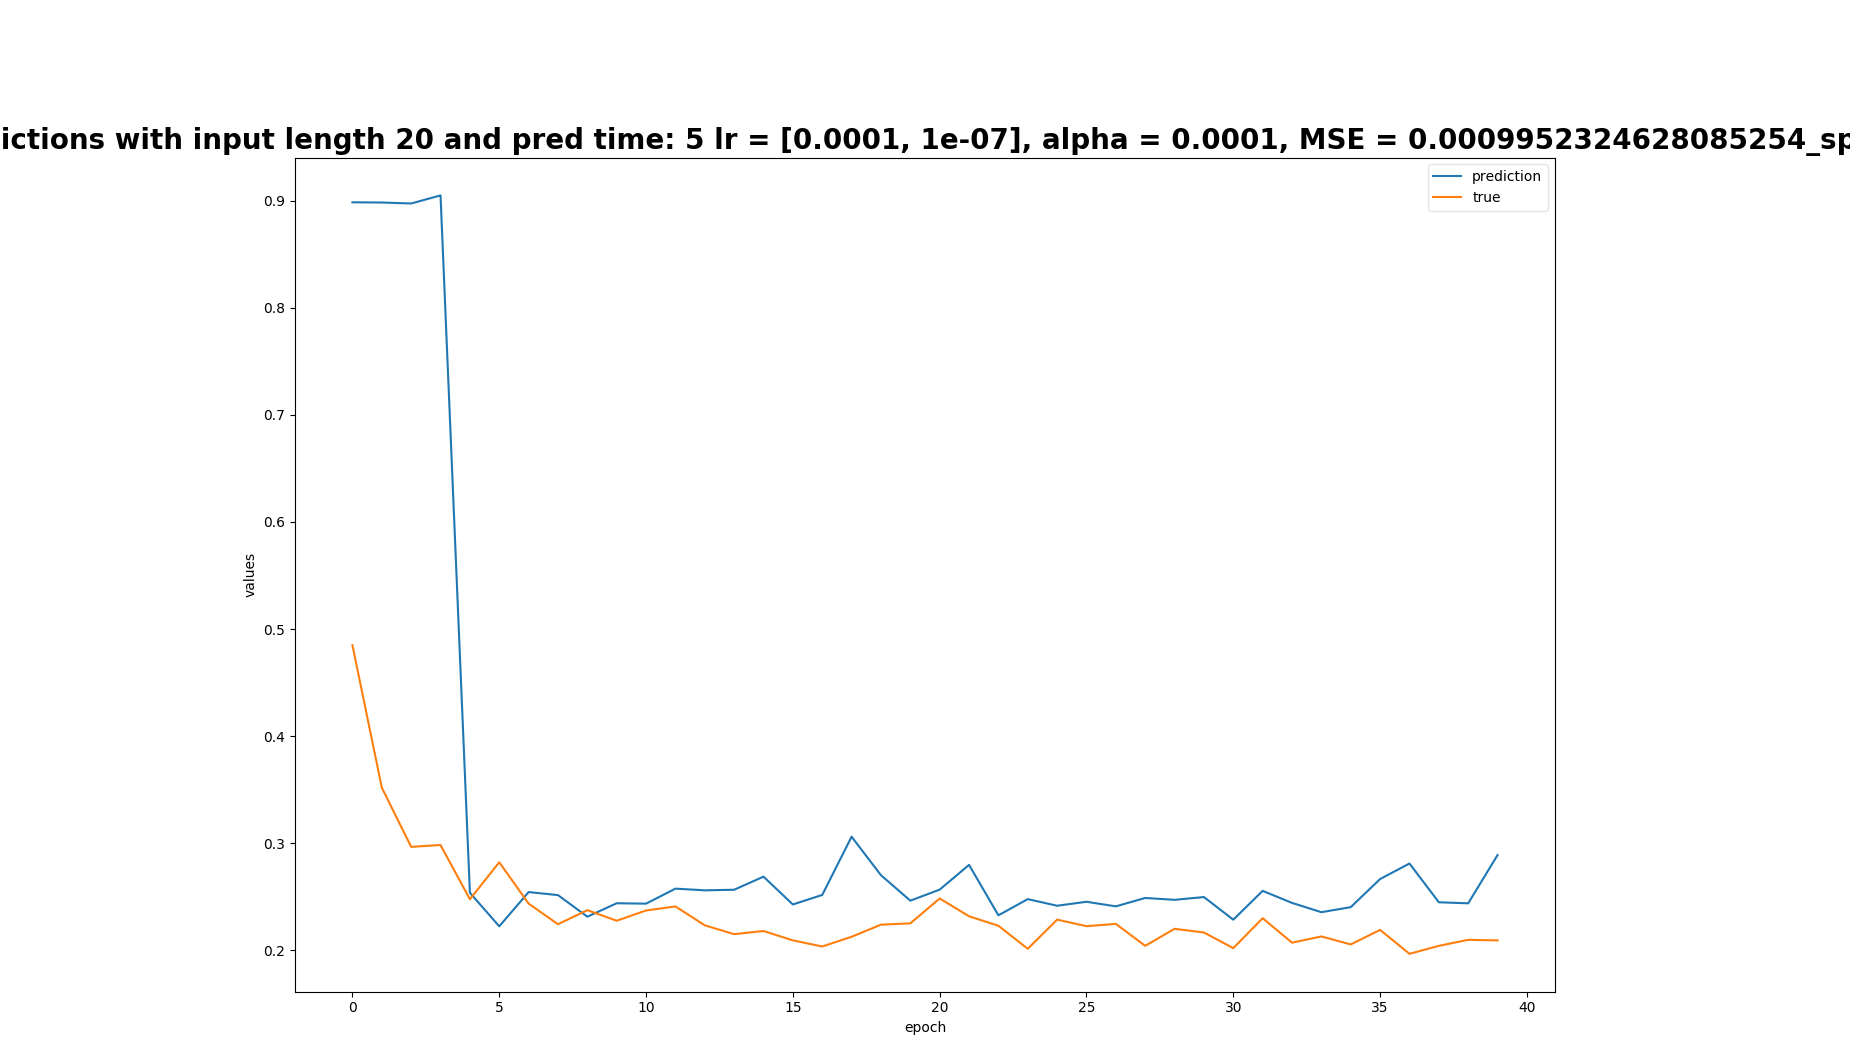 ictions with input length 20 and pred time: 5 lr = [0.0001, 1e-07], alpha = 0.0001, MSE = 0.0009952324628085254_sp
prediction
true
0.9
0.8
0.7
0.6
0.5
0.4
0.3
0.2
values
0 5 10 15 20 25 30 35 40
epoch